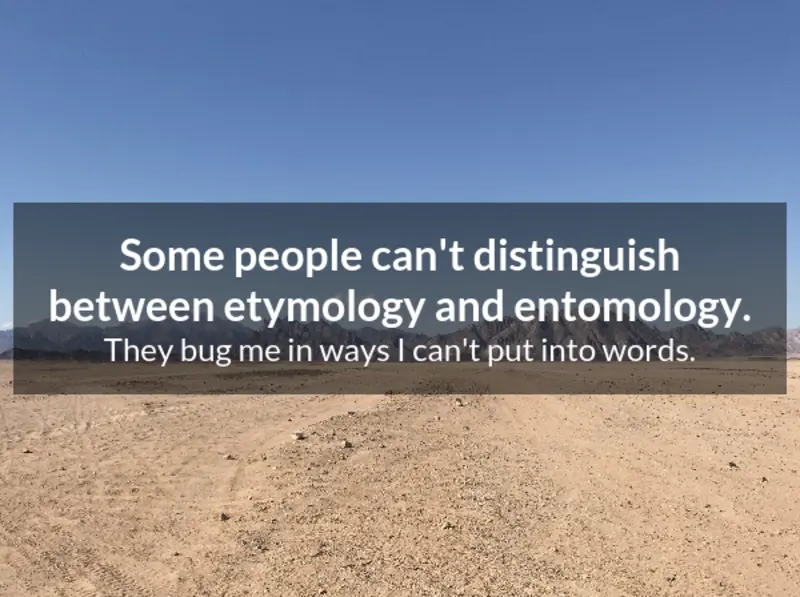 Some people can't distinguish
between etymology and entomology.
They bug me in ways I can't put into words.